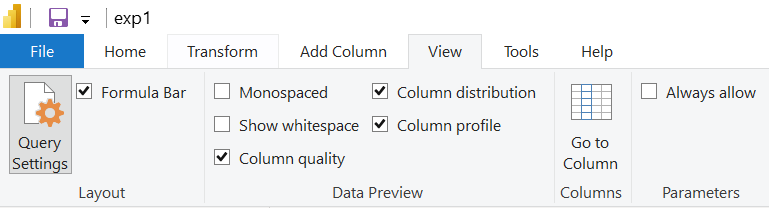 exp1
File Home Transform Add Column View Tools Help
Formula Bar Monospaced Column distribution Always allow
Show whitespace Column profile
Query Settings Column quality Go to Column
Layout Data Preview Columns Parameters